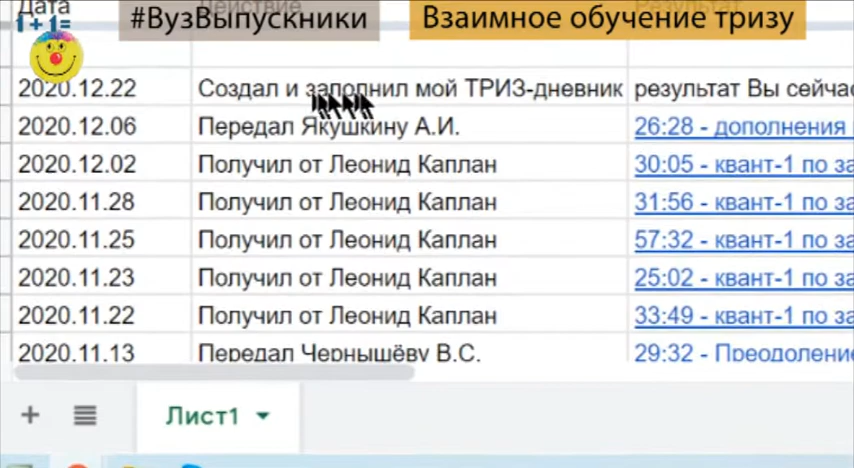 Дата Действие Результат
#ВузВыпускники Взаимное обучение тризу
1+1=
2020.12.22 Создал и заполнил мой ТРИЗ-дневник результат Вы сейчас
2020.12.06 Передал Якушкину А.И. 26:28 - дополнения
2020.12.02 Получил от Леонид Каплан 30:05 - квант-1 по за
2020.11.28 Получил от Леонид Каплан 31:56 - квант-1 по за
2020.11.25 Получил от Леонид Каплан 57:32 - квант-1 по за
2020.11.23 Получил от Леонид Каплан 25:02 - квант-1 по за
2020.11.22 Получил от Леонид Каплан 33:49 - квант-1 по за
2020.11.13 Передал Чернышёву В.С. 29:32 - Преодолени
Лист1